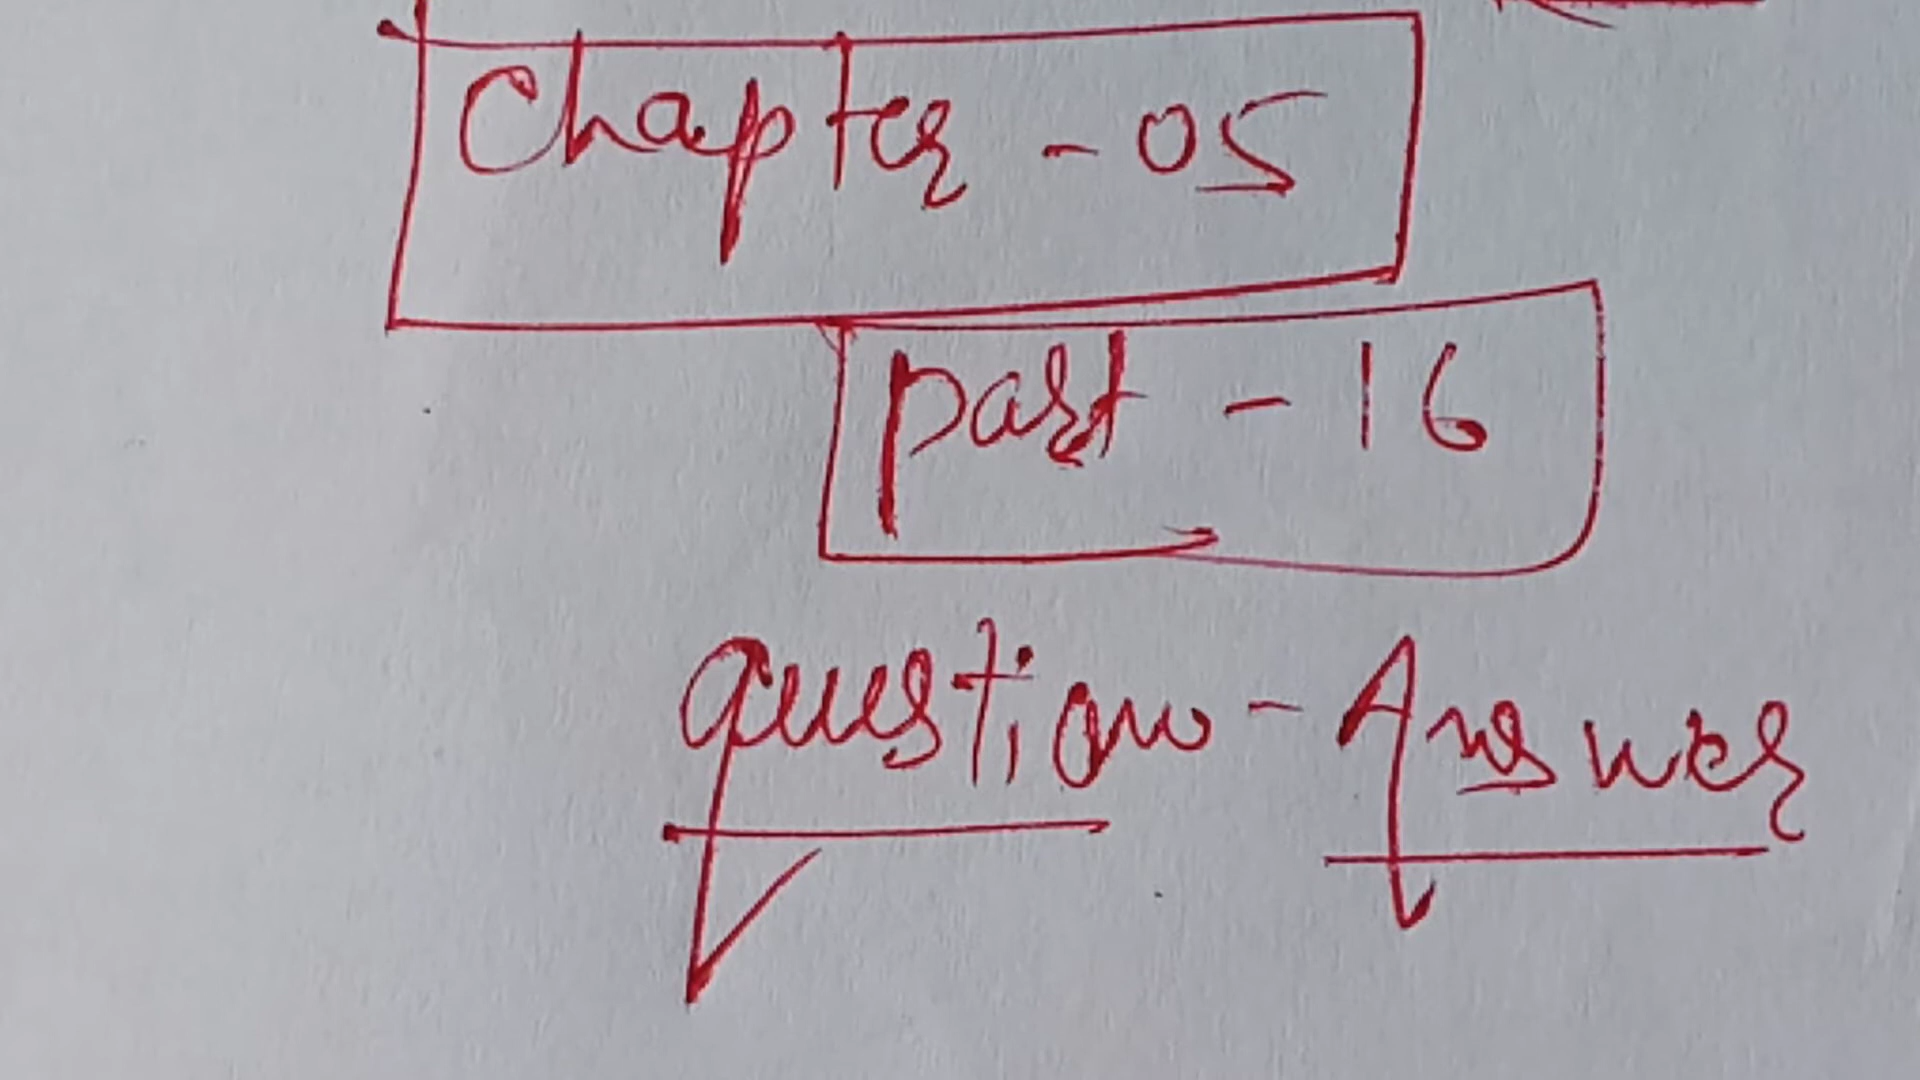 Chapter - 05
part - 16
Question - Answer